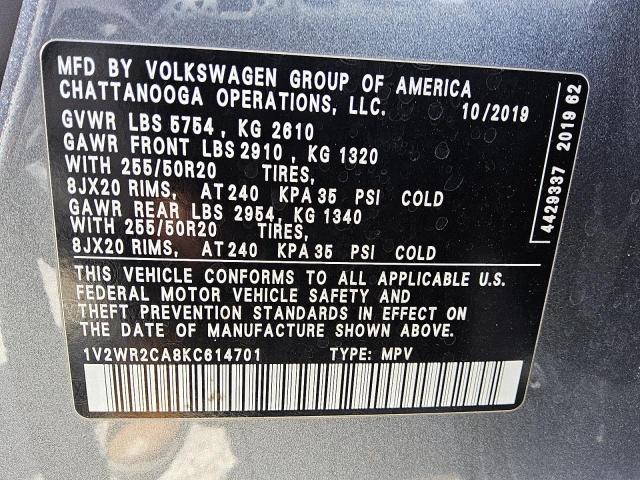 MFD BY VOLKSWAGEN GROUP OF AMERICA
CHATTANOOGA OPERATIONS, LLC. 10/2019
GVWR LBS 5754 , KG 2610
GAWR FRONT LBS 2910 , KG 1320
WITH 255/50R20 TIRES,
8JX20 RIMS, AT 240 KPA 35 PSI COLD
GAWR REAR LBS 2954, KG 1340
WITH 255/50R20 TIRES,
8JX20 RIMS, AT 240 KPA 35 PSI COLD
THIS VEHICLE CONFORMS TO ALL APPLICABLE U.S.
FEDERAL MOTOR VEHICLE SAFETY AND
THEFT PREVENTION STANDARDS IN EFFECT ON
THE DATE OF MANUFACTURE SHOWN ABOVE.
1V2WR2CA8KC614701 TYPE: MPV
4429337 2019 62